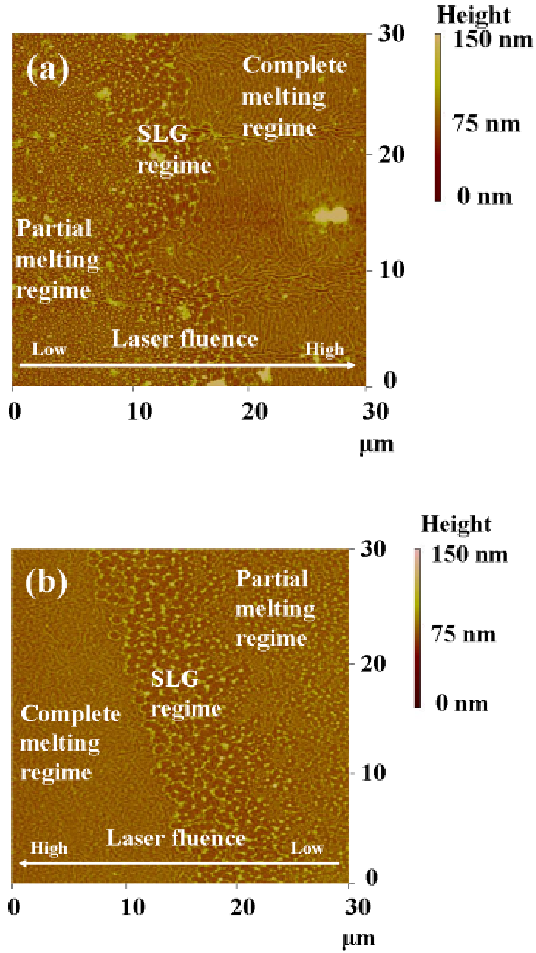 Height
150 nm
75 nm
0 nm
(a)
Complete
melting
regime
SLG
regime
Partial
melting
regime
Laser fluence
Low
High
30
20
10
0
0
10
20
30
µm
Height
150 nm
75 nm
0 nm
(b)
Partial
melting
regime
SLG
regime
Complete
melting
regime
Laser fluence
High
Low
30
20
10
0
0
10
20
30
µm